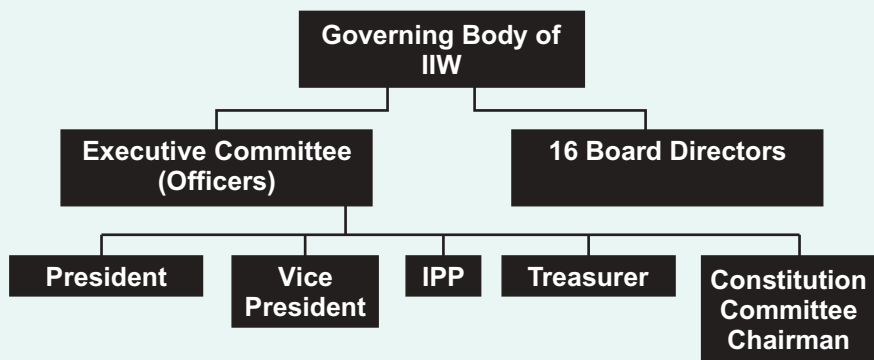 Governing Body of
IIW
Executive Committee
(Officers)
16 Board Directors
President
Vice
President
IPP
Treasurer
Constitution
Committee
Chairman